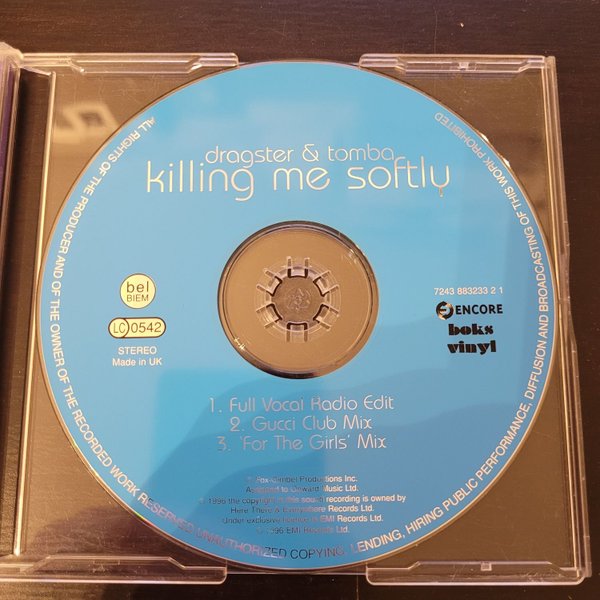 dragster & tomba
killing me softly
bel
BIEM
LC 0542
STEREO
Made in UK
7243 883233 2 1
ENCORE
boks
vinyl
1. Full Vocal Radio Edit
2. Gucci Club Mix
3. 'For The Girls' Mix
Fox-Gimbel Productions Inc.
Assigned to Onward Music Ltd.
1996 the copyright in this sound recording is owned by
Here There & Everywhere Records Ltd.
Under exclusive licence to EMI Records Ltd.
1996 EMI Records Ltd.
ALL RIGHTS OF THE PRODUCER AND OF THE OWNER OF THE RECORDED WORK RESERVED UNAUTHORIZED COPYING, LENDING, HIRING PUBLIC PERFORMANCE, DIFFUSION AND BROADCASTING OF THIS WORK PROHIBITED